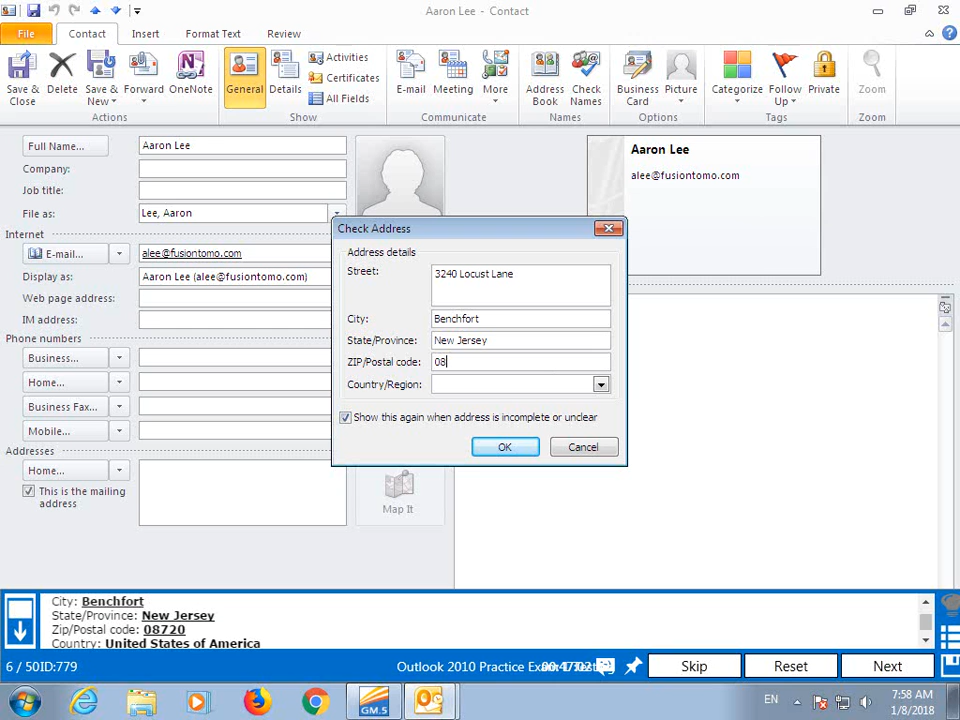 Aaron Lee - Contact
File Contact Insert Format Text Review
Save & Close
Delete
Save & New
Forward
OneNote
Actions
General
Details
Activities
Certificates
All Fields
Show
E-mail
Meeting
More
Communicate
Address Book
Check Names
Names
Business Card
Picture
Options
Categorize
Follow Up
Private
Tags
Zoom
Zoom
Full Name... Aaron Lee
Company:
Job title:
File as: Lee, Aaron
Internet
E-mail... alee@fusiontomo.com
Display as: Aaron Lee (alee@fusiontomo.com)
Web page address:
IM address:
Phone numbers
Business...
Home...
Business Fax...
Mobile...
Addresses
Home...
This is the mailing address
Map It
Aaron Lee
alee@fusiontomo.com
Check Address
Address details
Street: 3240 Locust Lane
City: Benchfort
State/Province: New Jersey
ZIP/Postal code: 08
Country/Region:
Show this again when address is incomplete or unclear
OK Cancel
City: Benchfort
State/Province: New Jersey
Zip/Postal code: 08720
Country: United States of America
6 / 50 ID:779
Outlook 2010 Practice Exam
Skip Reset Next
GM.5
EN
7:58 AM
1/8/2018